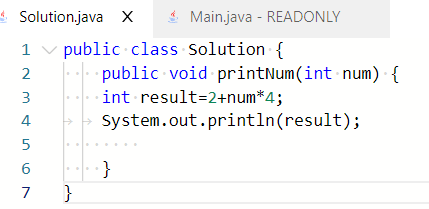 Solution.java X Main.java - READONLY
1 public class Solution {
2 public void printNum(int num) {
3 int result=2+num*4;
4 System.out.println(result);
5
6 }
7 }